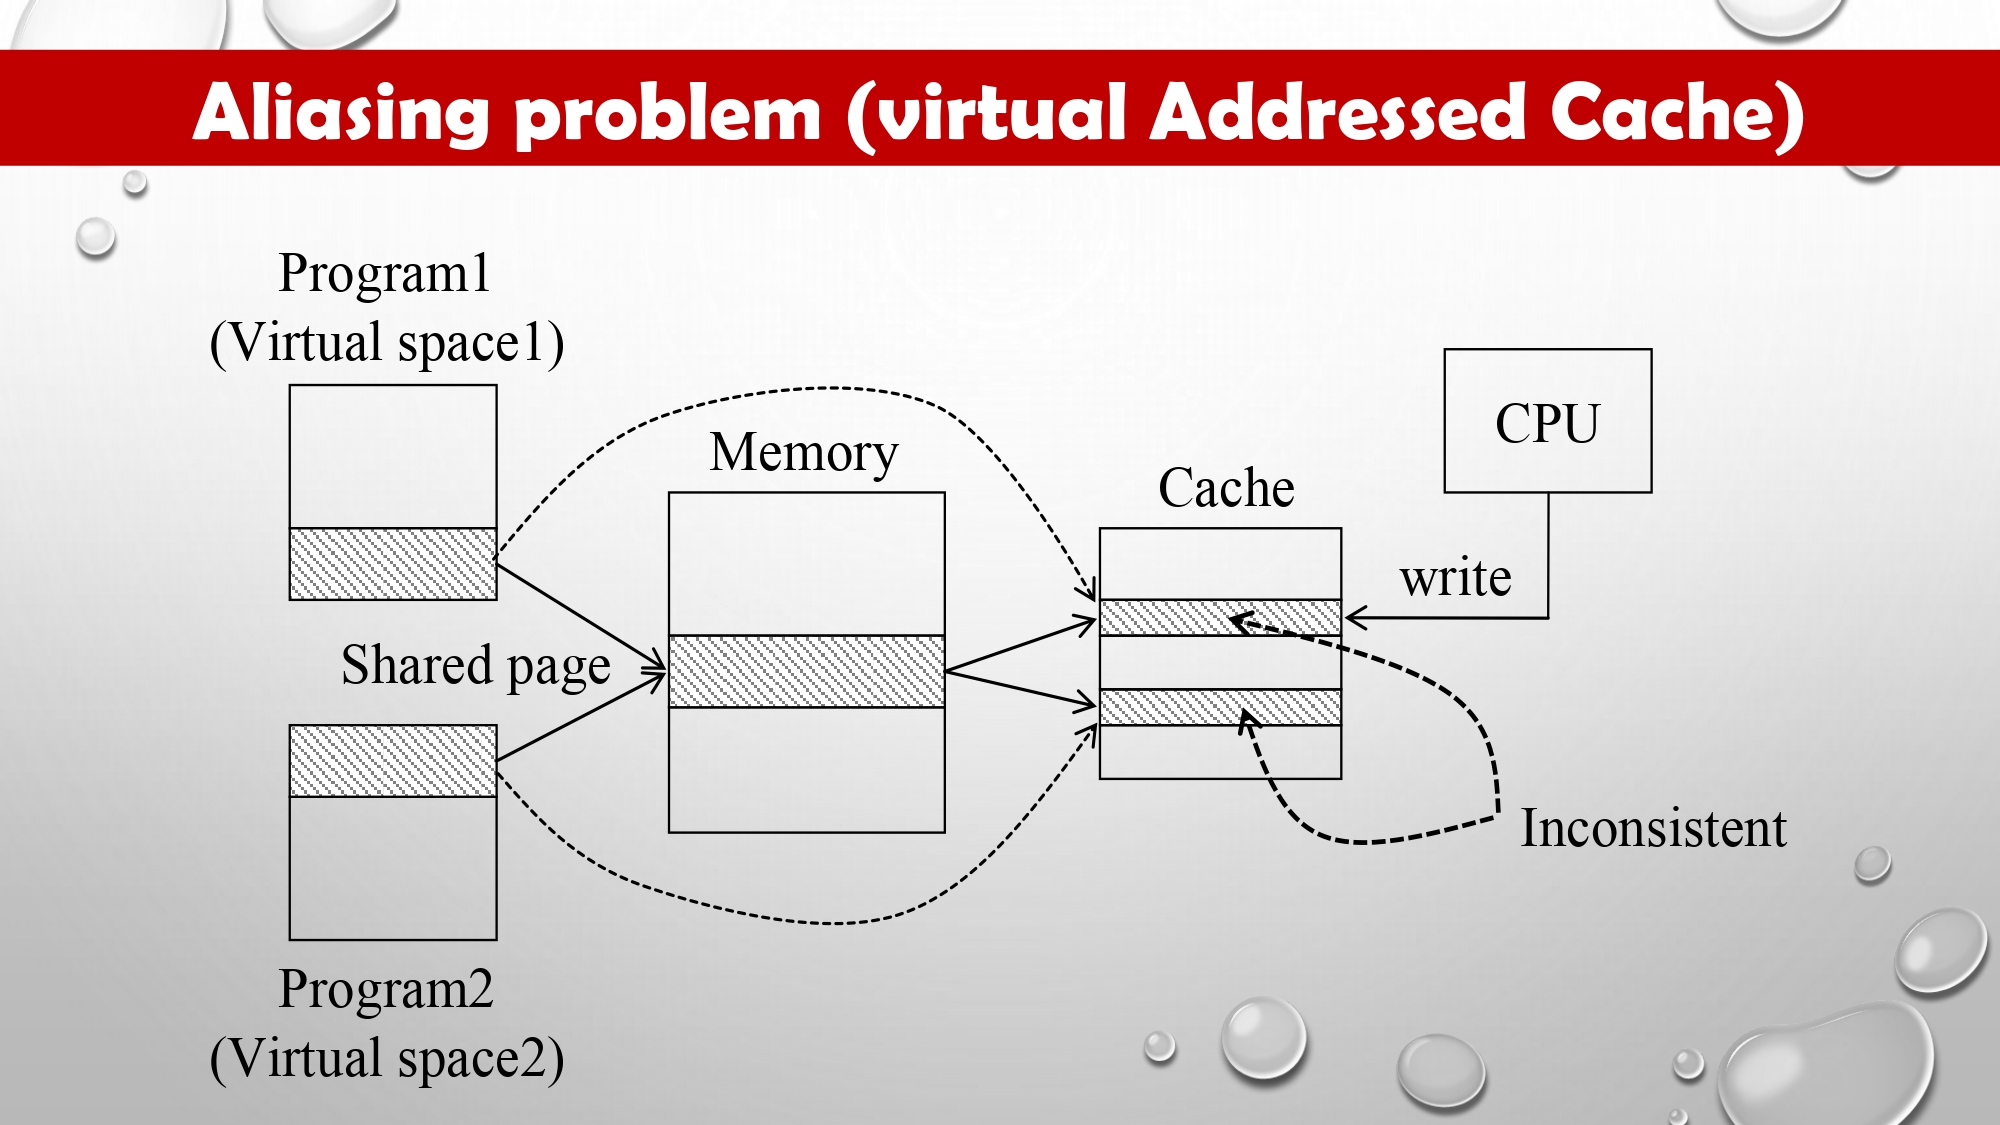 Aliasing problem (virtual Addressed Cache)
Program1
(Virtual space1)
Memory
Cache
CPU
write
Shared page
Inconsistent
Program2
(Virtual space2)